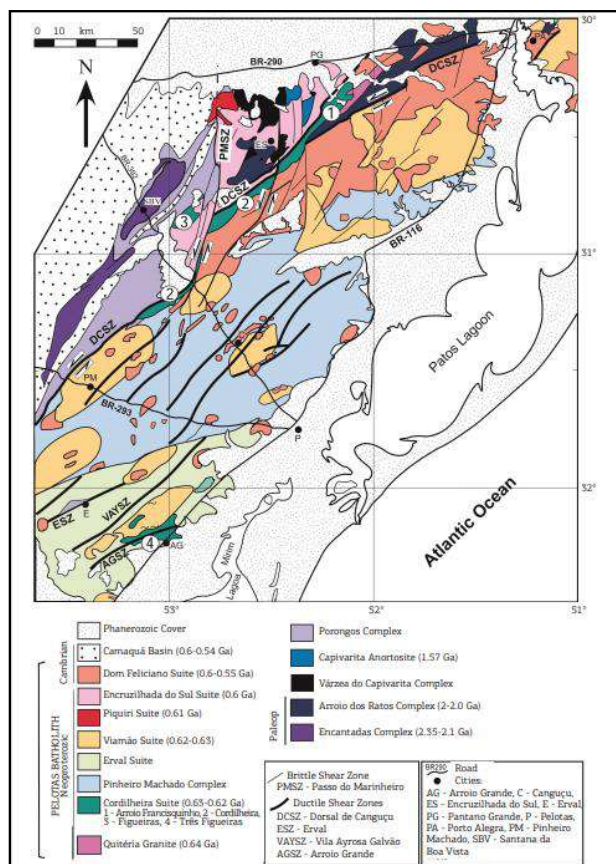 0 10 km 50
30°
N
BR-290
PG
PA
DCSZ
1
PMSZ
ES
BR-392
SBV
DCSZ
2
3
31°
BR-116
2
DCSZ
Patos Lagoon
PM
BR-293
P
32°
ESZ
E
VAYSZ
AGSZ
4
AG
Mirim
Lagoa
Atlantic Ocean
53°
52°
51°
Phanerozoic Cover
Cambrian
Camaquá Basin (0.6-0.54 Ga)
Dom Feliciano Suite (0.6-0.55 Ga)
PELOTAS BATHOLITH
Neoproterozoic
Encruzilhada do Sul Suite (0.6 Ga)
Piquiri Suite (0.61 Ga)
Viamão Suite (0.62-0.63)
Erval Suite
Pinheiro Machado Complex
Cordilheira Suite (0.63-0.62 Ga)
1 - Arroio Francisquinho, 2 - Cordilheira,
3 - Figueiras, 4 - Três Figueiras
Quitéria Granite (0.64 Ga)
Porongos Complex
Capivarita Anortosite (1.57 Ga)
Várzea do Capivarita Complex
Paleop
Arroio dos Ratos Complex (2-2.0 Ga)
Encantadas Complex (2.35-2.1 Ga)
Brittle Shear Zone
PMSZ - Passo do Marinheiro
Ductile Shear Zones
DCSZ - Dorsal de Canguçu
ESZ - Erval
VAYSZ - Vila Ayrosa Galvão
AGSZ - Arroio Grande
BR290 Road
Cities:
AG - Arroio Grande, C - Canguçu,
ES - Encruzilhada do Sul, E - Erval,
PG - Pantano Grande, P - Pelotas,
PA - Porto Alegra, PM - Pinheiro
Machado, SBV - Santana da
Boa Vista